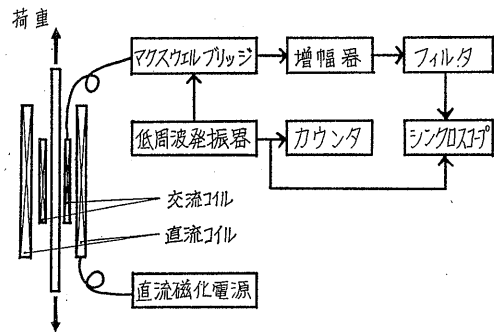 荷重
マクスウェルブリッジ
増幅器
フィルタ
低周波発振器
カウンタ
シンクロスコープ
交流コイル
直流コイル
直流磁化電源